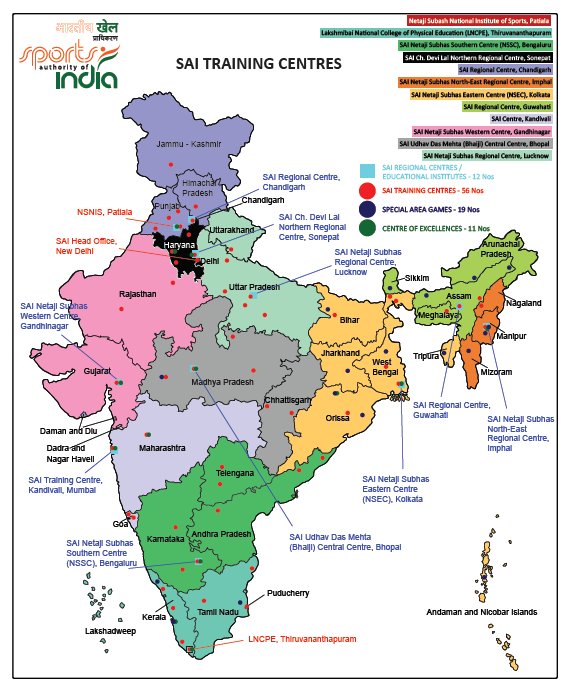 भारतीय खेल
प्राधिकरण
sports
authority of
india
SAI TRAINING CENTRES
Netaji Subash National Institute of Sports, Patiala
Lakshmibai National College of Physical Education (LNCPE), Thiruvananthapuram
SAI Netaji Subhas Southern Centre (NSSC), Bengaluru
SAI Ch. Devi Lal Northern Regional Centre, Sonepat
SAI Regional Centre, Chandigarh
SAI Netaji Subhas North-East Regional Centre, Imphal
SAI Netaji Subhas Eastern Centre (NSEC), Kolkata
SAI Regional Centre, Guwahati
SAI Centre, Kandivali
SAI Netaji Subhas Western Centre, Gandhinagar
SAI Udhav Das Mehta (Bhaiji) Central Centre, Bhopal
SAI Netaji Subhas Regional Centre, Lucknow
SAI REGIONAL CENTRES /
EDUCATIONAL INSTITUTES - 12 Nos
SAI TRAINING CENTRES - 56 Nos
SPECIAL AREA GAMES - 19 Nos
CENTRE OF EXCELLENCES - 11 Nos
Jammu - Kashmir
Himachal
Pradesh
Punjab
SAI Regional Centre,
Chandigarh
Chandigarh
NSNIS, Patiala
SAI Ch. Devi Lal
Northern Regional
Centre, Sonepat
Uttarakhand
SAI Head Office,
New Delhi
Haryana
Delhi
SAI Netaji Subhas
Regional Centre,
Lucknow
Arunachal
Pradesh
Sikkim
Rajasthan
Uttar Pradesh
Assam
Nagaland
Meghalaya
SAI Netaji Subhas
Western Centre,
Gandhinagar
Bihar
Manipur
Jharkhand
Tripura
West
Bengal
Mizoram
Gujarat
Madhya Pradesh
Chhattisgarh
SAI Regional Centre,
Guwahati
SAI Netaji Subhas
North-East
Regional Centre,
Imphal
Orissa
Daman and Diu
Dadra and
Nagar Haveli
Maharashtra
SAI Training Centre,
Kandivali, Mumbai
Telengana
SAI Netaji Subhas
Eastern Centre
(NSEC), Kolkata
Goa
Karnataka
Andhra Pradesh
SAI Udhav Das Mehta
(Bhaiji) Central Centre, Bhopal
SAI Netaji Subhas
Southern Centre
(NSSC), Bengaluru
Puducherry
Kerala
Tamil Nadu
Andaman and Nicobar Islands
Lakshadweep
LNCPE, Thiruvananthapuram